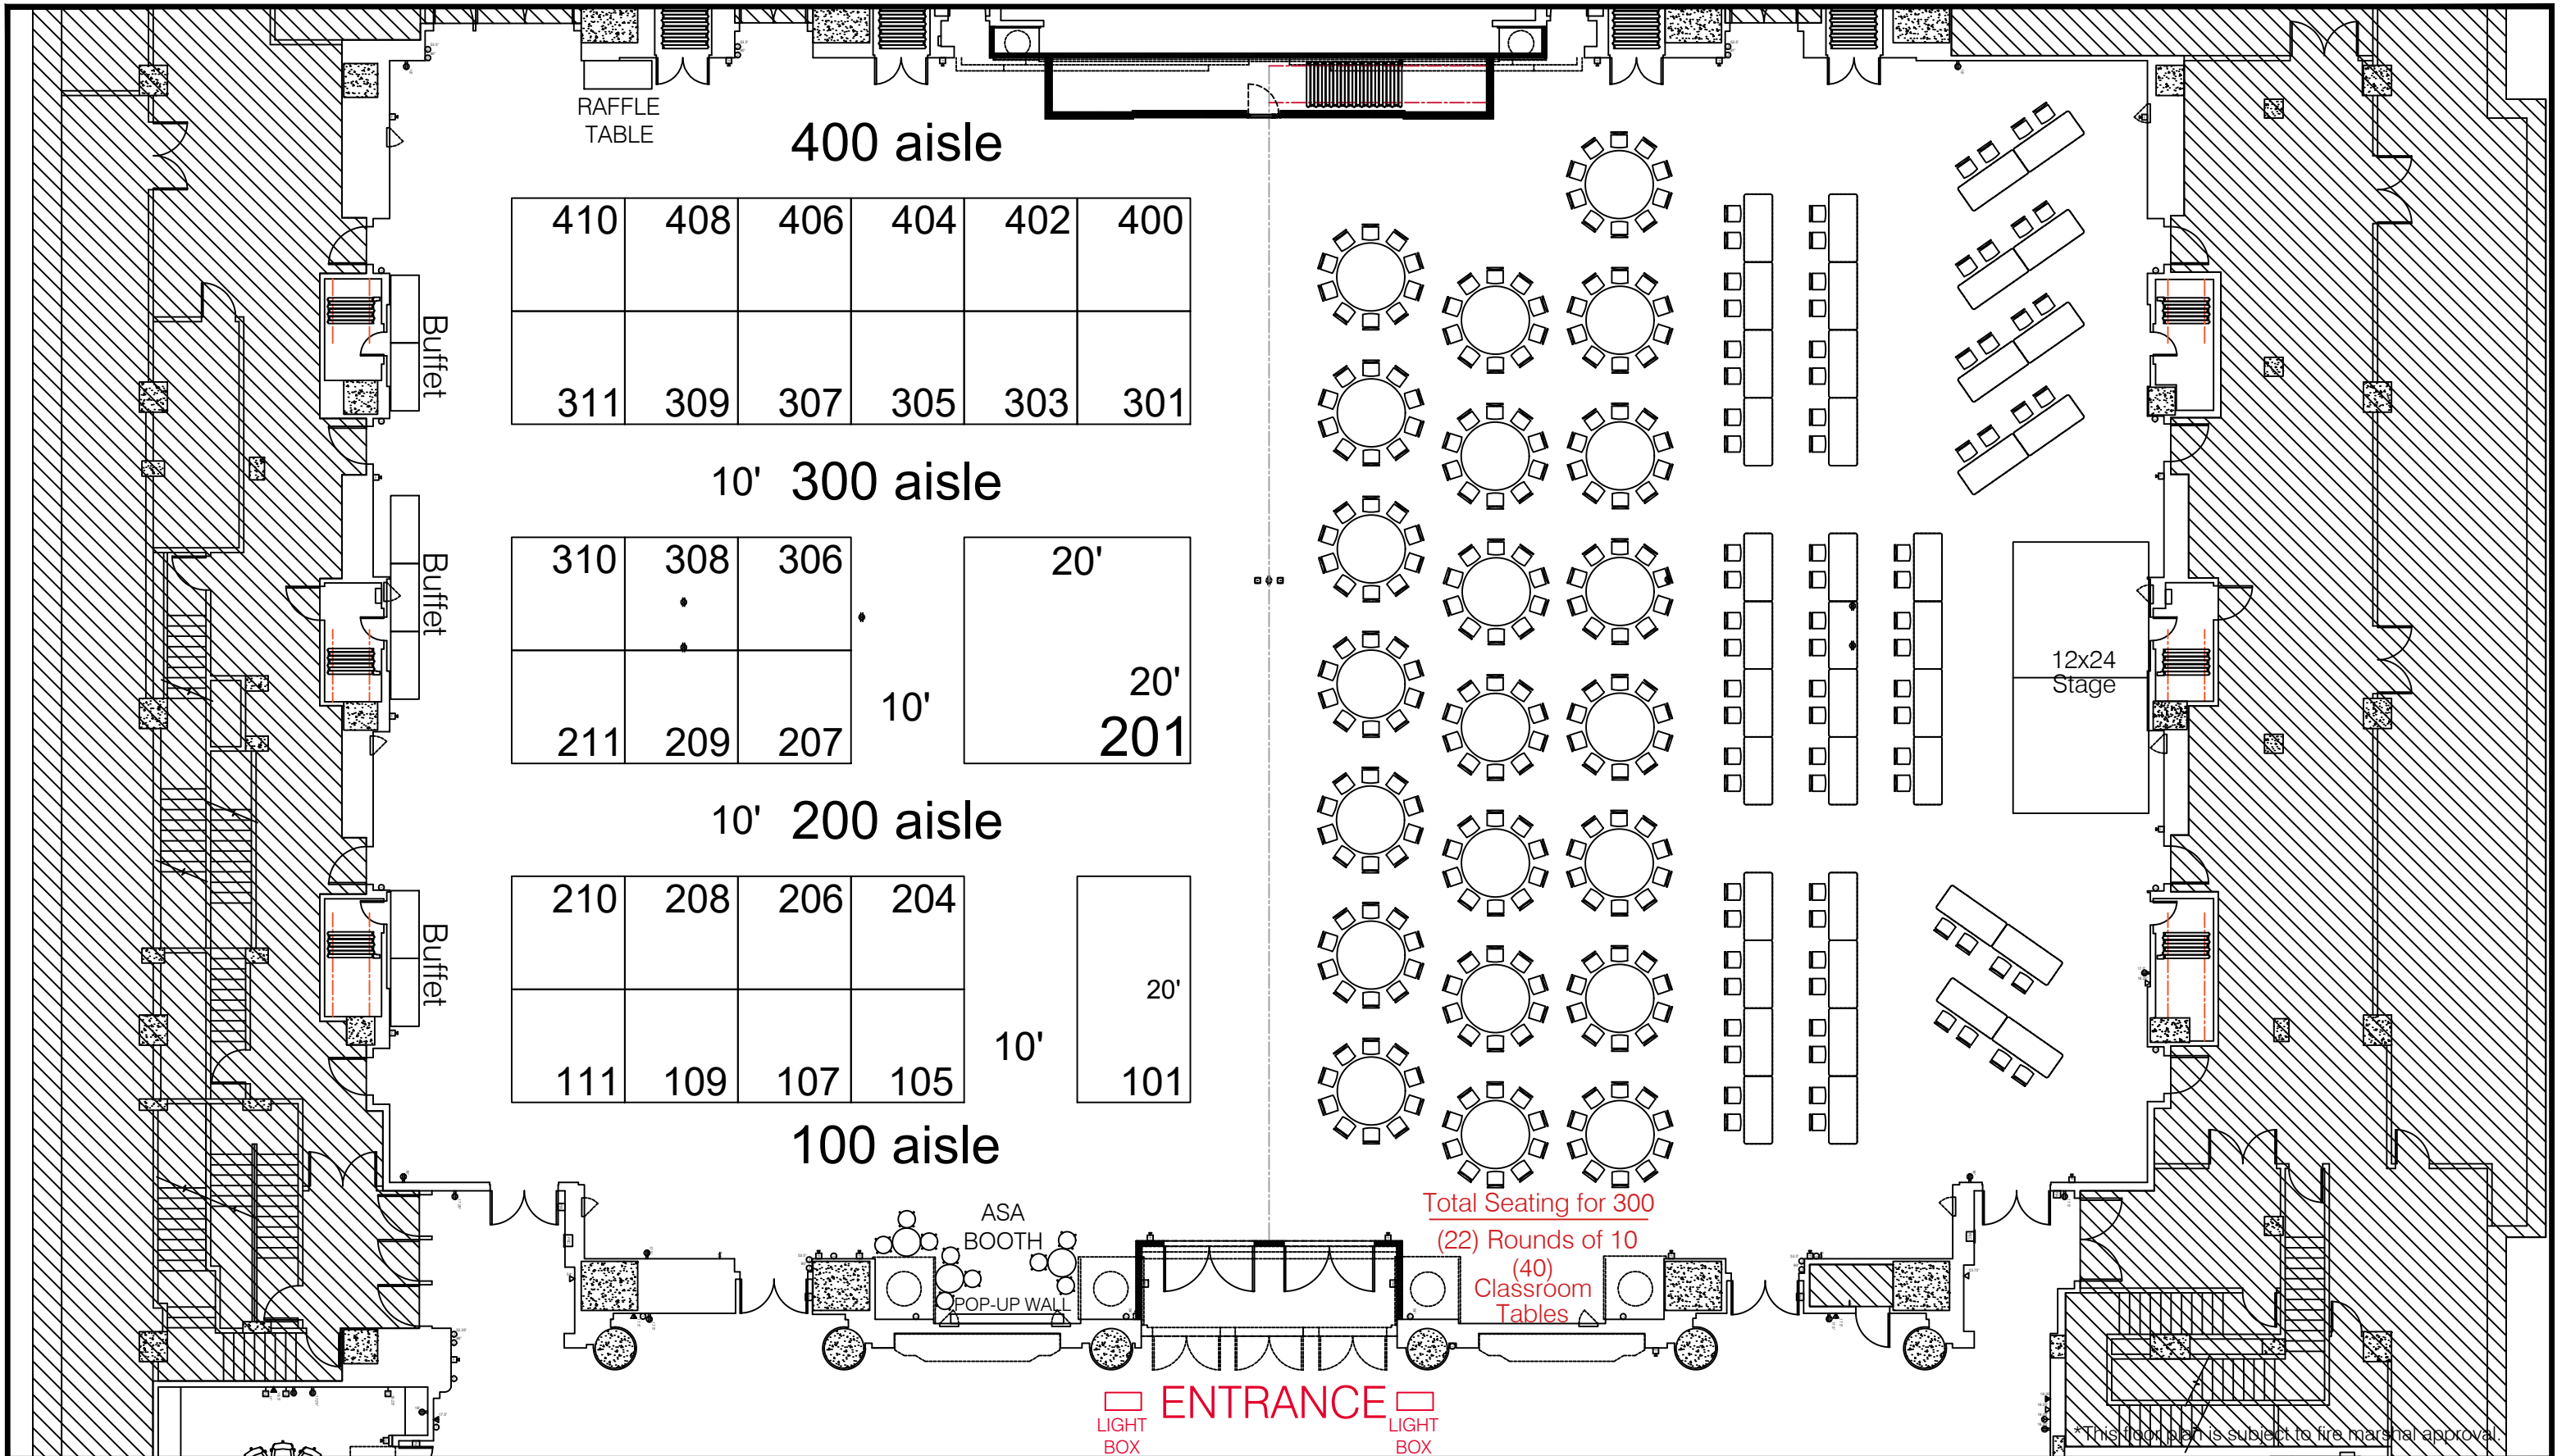 RAFFLE
TABLE
400 aisle
410 408 406 404 402 400
311 309 307 305 303 301
Buffet
10' 300 aisle
310 308 306
20'
Buffet
20'
10'
211 209 207
201
12x24
Stage
10' 200 aisle
210 208 206 204
Buffet
20'
10'
111 109 107 105 101
100 aisle
ASA
BOOTH
POP-UP WALL
Total Seating for 300
(22) Rounds of 10
(40)
Classroom
Tables
ENTRANCE
LIGHT
BOX
LIGHT
BOX
*This floor plan is subject to fire marshal approval.